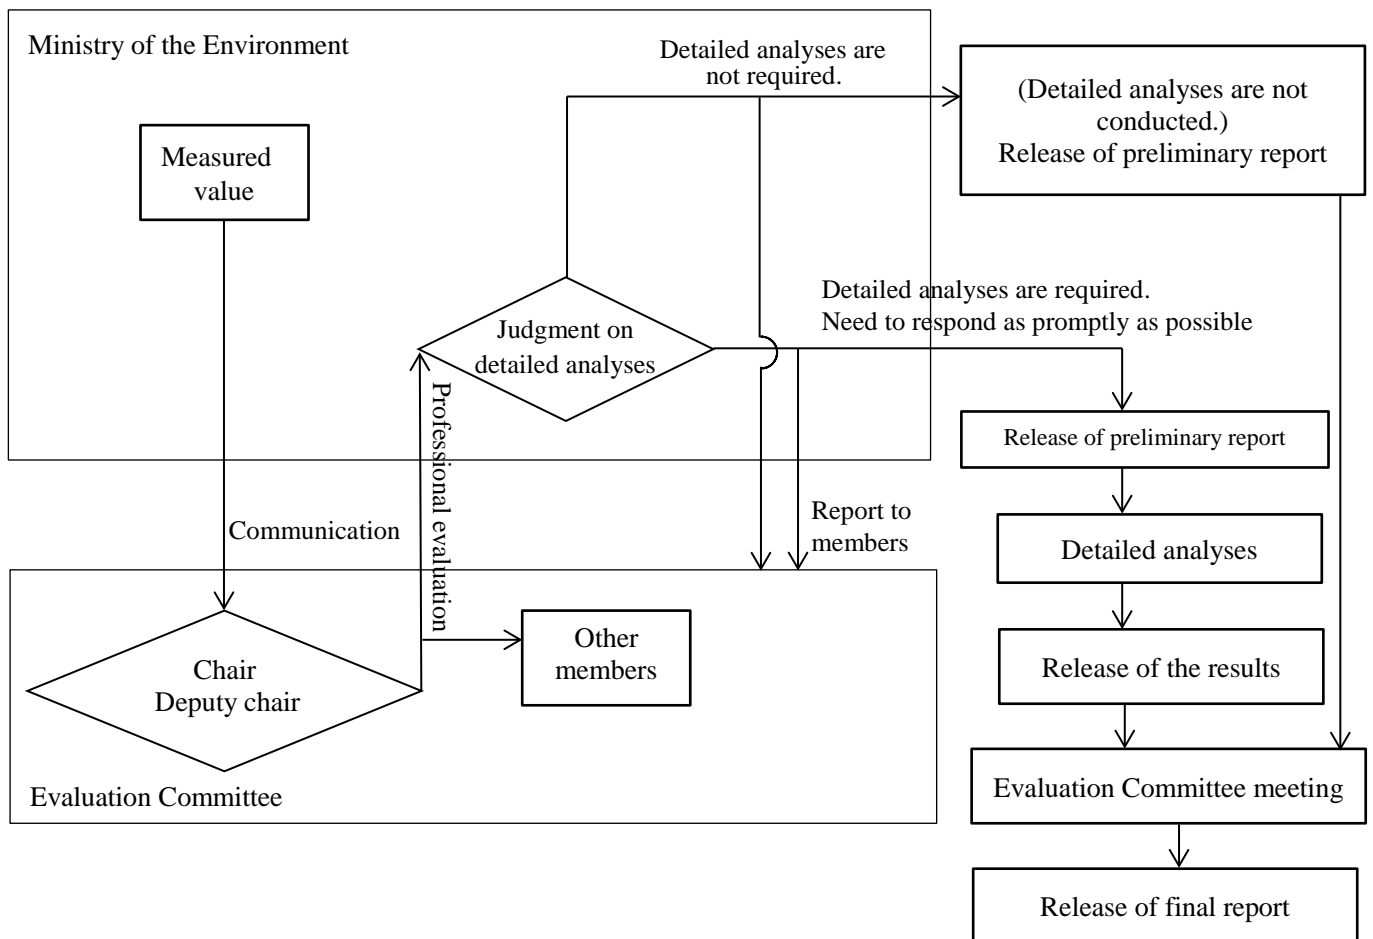 Ministry of the Environment
Detailed analyses are
not required.
(Detailed analyses are not
conducted.)
Release of preliminary report
Measured
value
Detailed analyses are required.
Need to respond as promptly as possible
Judgment on
detailed analyses
Professional evaluation
Release of preliminary report
Communication
Report to
members
Detailed analyses
Other
members
Chair
Deputy chair
Release of the results
Evaluation Committee
Evaluation Committee meeting
Release of final report